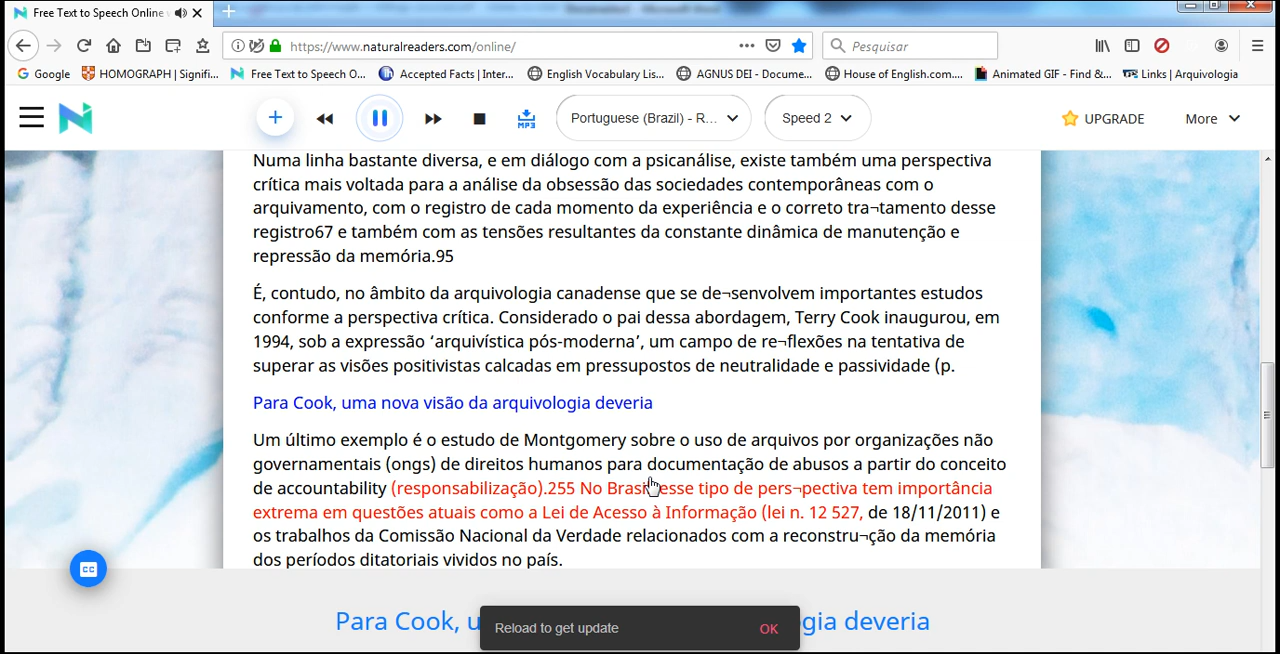 Free Text to Speech Online
https://www.naturalreaders.com/online/
Pesquisar
Google
HOMOGRAPH | Signifi...
Free Text to Speech O...
Accepted Facts | Inter...
English Vocabulary Lis...
AGNUS DEI - Docume...
House of English.com....
Animated GIF - Find &...
Links | Arquivologia
MP3
Portuguese (Brazil) - R...
Speed 2
UPGRADE
More
Numa linha bastante diversa, e em diálogo com a psicanálise, existe também uma perspectiva
crítica mais voltada para a análise da obsessão das sociedades contemporâneas com o
arquivamento, com o registro de cada momento da experiência e o correto tra¬tamento desse
registro67 e também com as tensões resultantes da constante dinâmica de manutenção e
repressão da memória.95
É, contudo, no âmbito da arquivologia canadense que se de¬senvolvem importantes estudos
conforme a perspectiva crítica. Considerado o pai dessa abordagem, Terry Cook inaugurou, em
1994, sob a expressão ‘arquivística pós-moderna’, um campo de re¬flexões na tentativa de
superar as visões positivistas calcadas em pressupostos de neutralidade e passividade (p.
Para Cook, uma nova visão da arquivologia deveria
Um último exemplo é o estudo de Montgomery sobre o uso de arquivos por organizações não
governamentais (ongs) de direitos humanos para documentação de abusos a partir do conceito
de accountability (responsabilização).255 No Brasil esse tipo de pers¬pectiva tem importância
extrema em questões atuais como a Lei de Acesso à Informação (lei n. 12 527, de 18/11/2011) e
os trabalhos da Comissão Nacional da Verdade relacionados com a reconstru¬ção da memória
dos períodos ditatoriais vividos no país.
CC
Para Cook, u gia deveria
Reload to get update
OK